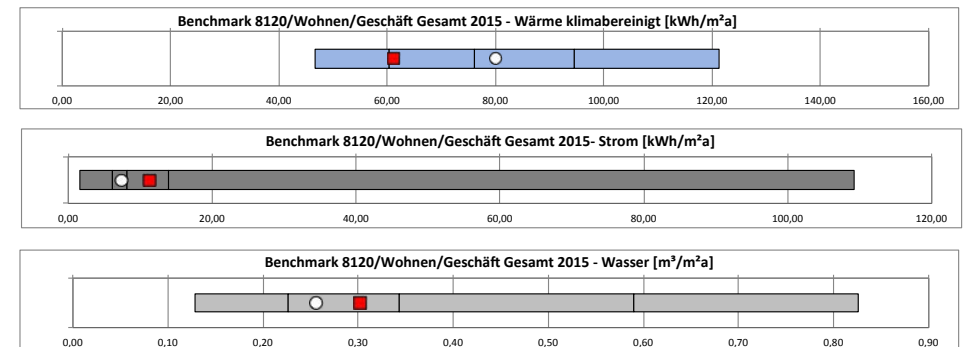 Benchmark 8120/Wohnen/Geschäft Gesamt 2015 - Wärme klimabereinigt [kWh/m²a]
0,00 20,00 40,00 60,00 80,00 100,00 120,00 140,00 160,00
Benchmark 8120/Wohnen/Geschäft Gesamt 2015- Strom [kWh/m²a]
0,00 20,00 40,00 60,00 80,00 100,00 120,00
Benchmark 8120/Wohnen/Geschäft Gesamt 2015 - Wasser [m³/m²a]
0,00 0,10 0,20 0,30 0,40 0,50 0,60 0,70 0,80 0,90